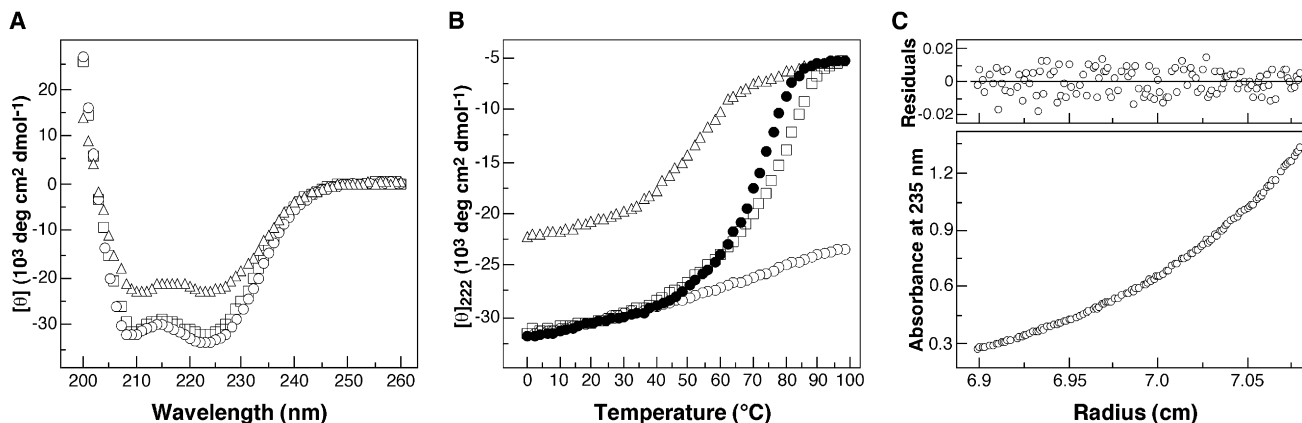 A
[θ] (10³ deg cm² dmol⁻¹)
20
10
0
-10
-20
-30
200 210 220 230 240 250 260
Wavelength (nm)
B
[θ]222 (10³ deg cm² dmol⁻¹)
-5
-10
-15
-20
-25
-30
0 10 20 30 40 50 60 70 80 90 100
Temperature (°C)
C
Residuals
0.02
0
-0.02
Absorbance at 235 nm
1.2
0.9
0.6
0.3
6.9 6.95 7.0 7.05
Radius (cm)